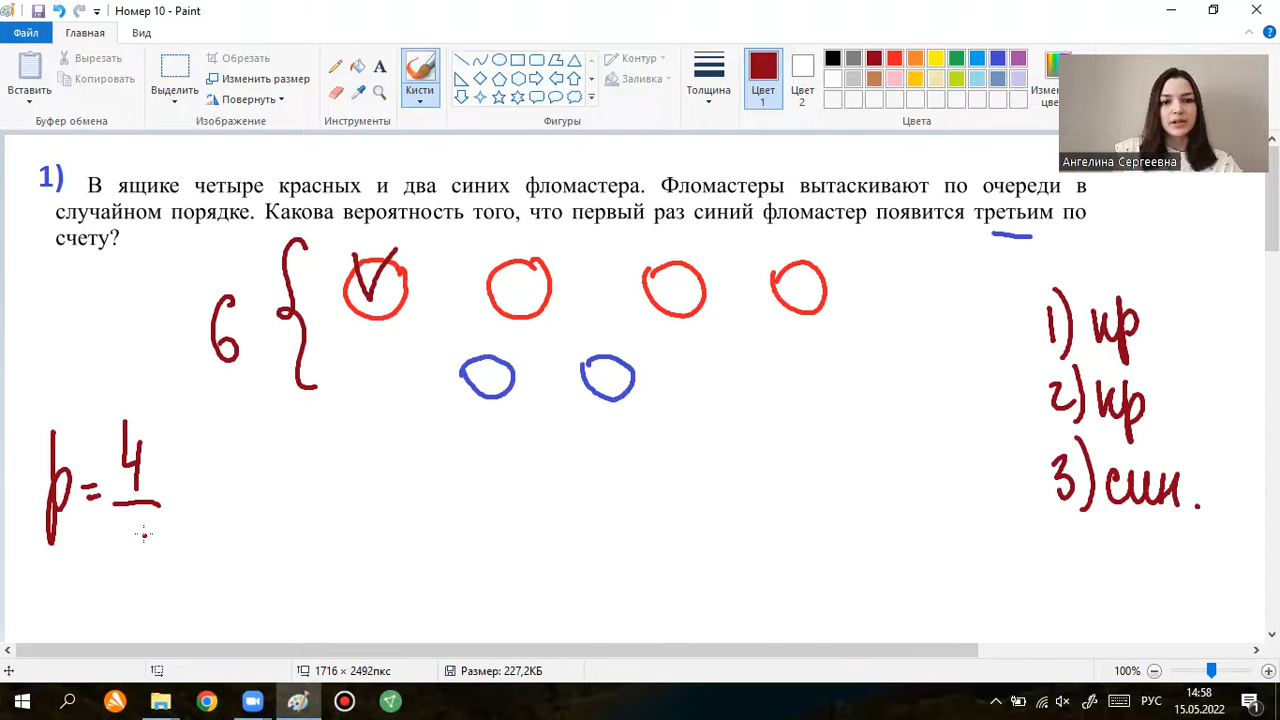 Номер 10 - Paint
Файл Главная Вид
Вставить
Вырезать
Копировать
Буфер обмена
Выделить
Обрезать
Изменить размер
Повернуть
Изображение
Инструменты
Кисти
Контур
Заливка
Фигуры
Толщина
Цвет 1
Цвет 2
Цвета
Ангелина Сергеевна
1) В ящике четыре красных и два синих фломастера. Фломастеры вытаскивают по очереди в
случайном порядке. Какова вероятность того, что первый раз синий фломастер появится третьим по
счету?
6
1) кр
2) кр
3) син.
p = 4
1716 × 2492пкс
Размер: 227,2КБ
100%
РУС
14:58
15.05.2022